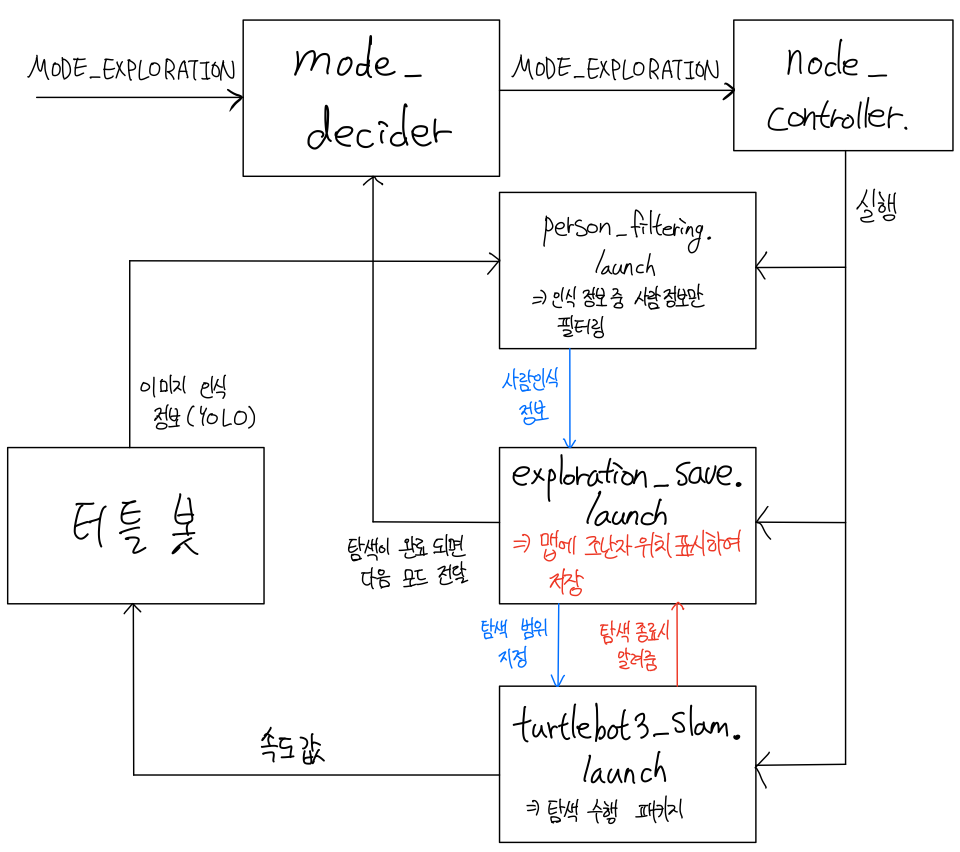 MODE_EXPLORATION
mode_
decider
MODE_EXPLORATION
node_
controller.
실행
person_filtering.
launch
⇒ 인식 정보 중 사람정보만
필터링
이미지 인식
정보 (YOLO)
사람인식
정보
터틀봇
exploration_save.
launch
⇒ 맵에 조난자 위치 표시하여
저장
탐색이 완료 되면
다음 모드 전달
탐색 범위
지정
탐색 종료시
알려줌
turtlebot3_slam.
launch
⇒ 탐색 수행 패키지
속도값